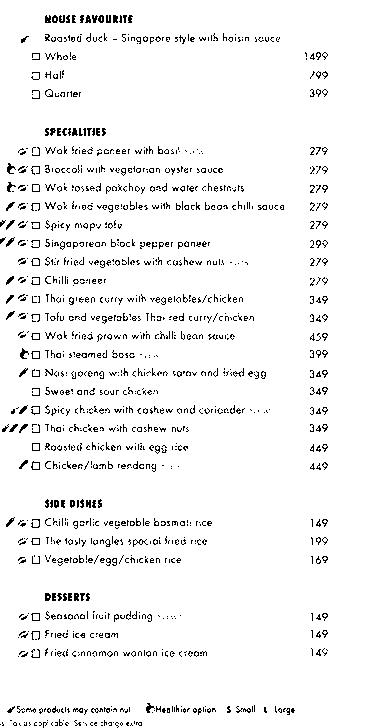 HOUSE FAVOURITE
Roasted duck – Singapore style with hoisin sauce
Whole 1499
Half 799
Quarter 399
SPECIALITIES
Wok fried paneer with basil 279
Broccoli with vegetarian oyster sauce 279
Wok tossed pakchoy and water chestnuts 279
Wok fried vegetables with black bean chilli sauce 279
Spicy mapu tofu 279
Singaporean black pepper paneer 299
Stir fried vegetables with cashew nuts 279
Chilli paneer 279
Thai green curry with vegetables/chicken 349
Tofu and vegetables Thai red curry/chicken 349
Wok fried prawn with chilli bean sauce 459
Thai steamed basa 399
Nasi goreng with chicken satay and fried egg 349
Sweet and sour chicken 349
Spicy chicken with cashew and coriander 349
Thai chicken with cashew nuts 349
Roasted chicken with egg rice 449
Chicken/lamb rendang 449
SIDE DISHES
Chilli garlic vegetable basmati rice 149
The tasty tangles special fried rice 199
Vegetable/egg/chicken rice 169
DESSERTS
Seasonal fruit pudding 149
Fried ice cream 149
Fried cinnamon wonton ice cream 149
Some products may contain nut Healthier option S Small L Large
Tax as applicable. Service charge extra